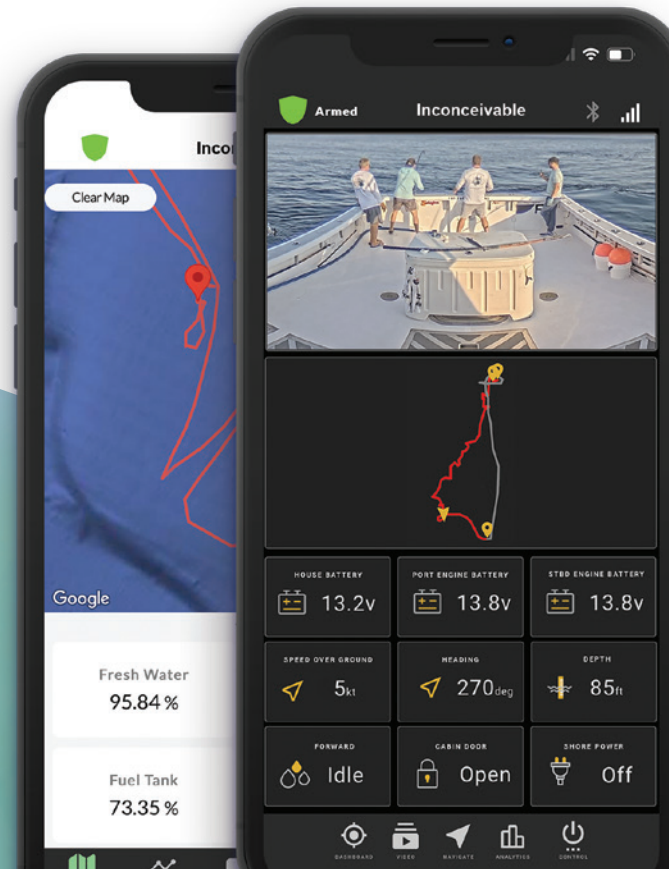 Armed
Inconceivable
Incon
Clear Map
Google
Fresh Water
95.84 %
Fuel Tank
73.35 %
HOUSE BATTERY
13.2v
PORT ENGINE BATTERY
13.8v
STBD ENGINE BATTERY
13.8v
SPEED OVER GROUND
5kt
HEADING
270deg
DEPTH
85ft
FORWARD
Idle
CABIN DOOR
Open
SHORE POWER
Off
DASHBOARD
VIDEO
NAVIGATE
ANALYTICS
CONTROL